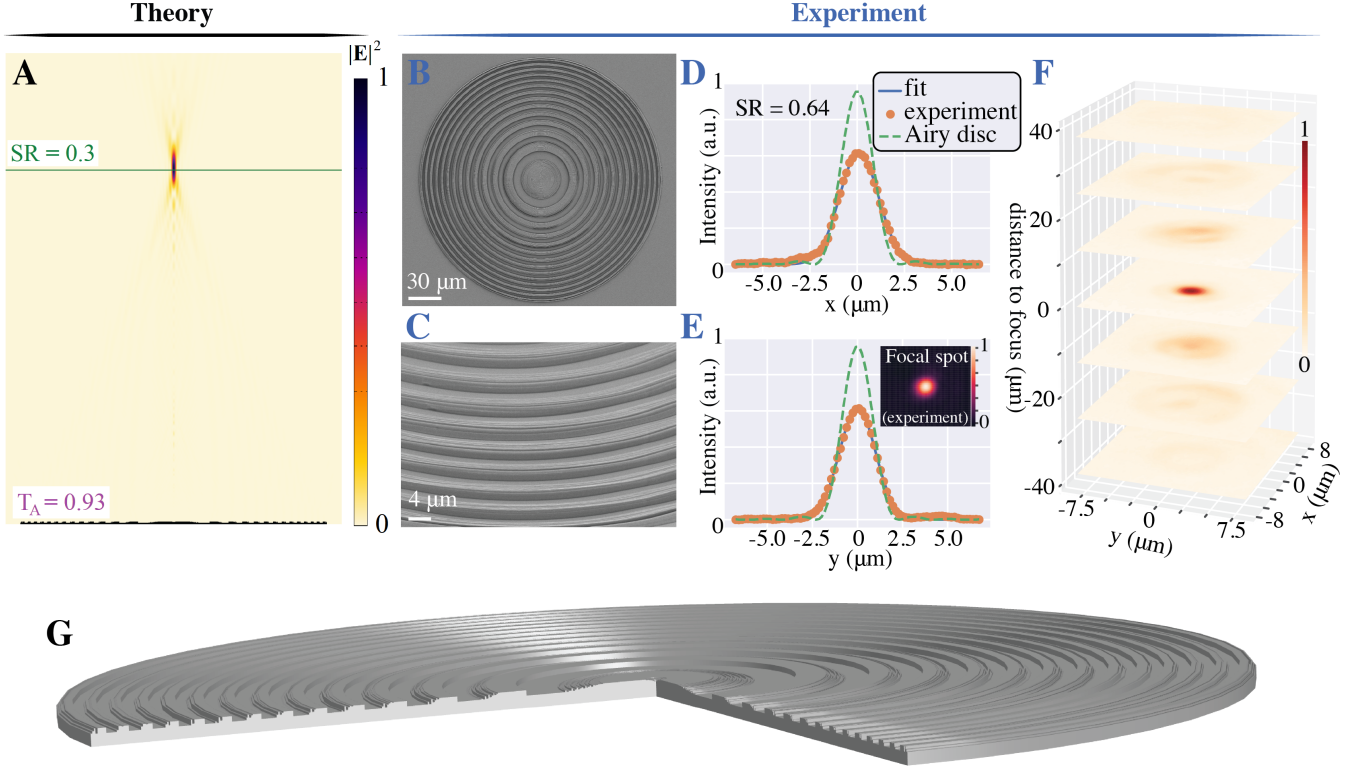 Theory
Experiment
A
|E|²
1
SR = 0.3
T_A = 0.93
0
B
30 μm
C
4 μm
D
1
SR = 0.64
fit
experiment
Airy disc
Intensity (a.u.)
0
-5.0 -2.5 0 2.5 5.0
x (μm)
E
1
Focal spot
(experiment)
1
0
Intensity (a.u.)
0
-5.0 -2.5 0 2.5 5.0
y (μm)
F
40
20
0
-20
-40
distance to focus (μm)
1
0
-7.5 0 7.5
y (μm)
8
0
-8
x (μm)
G